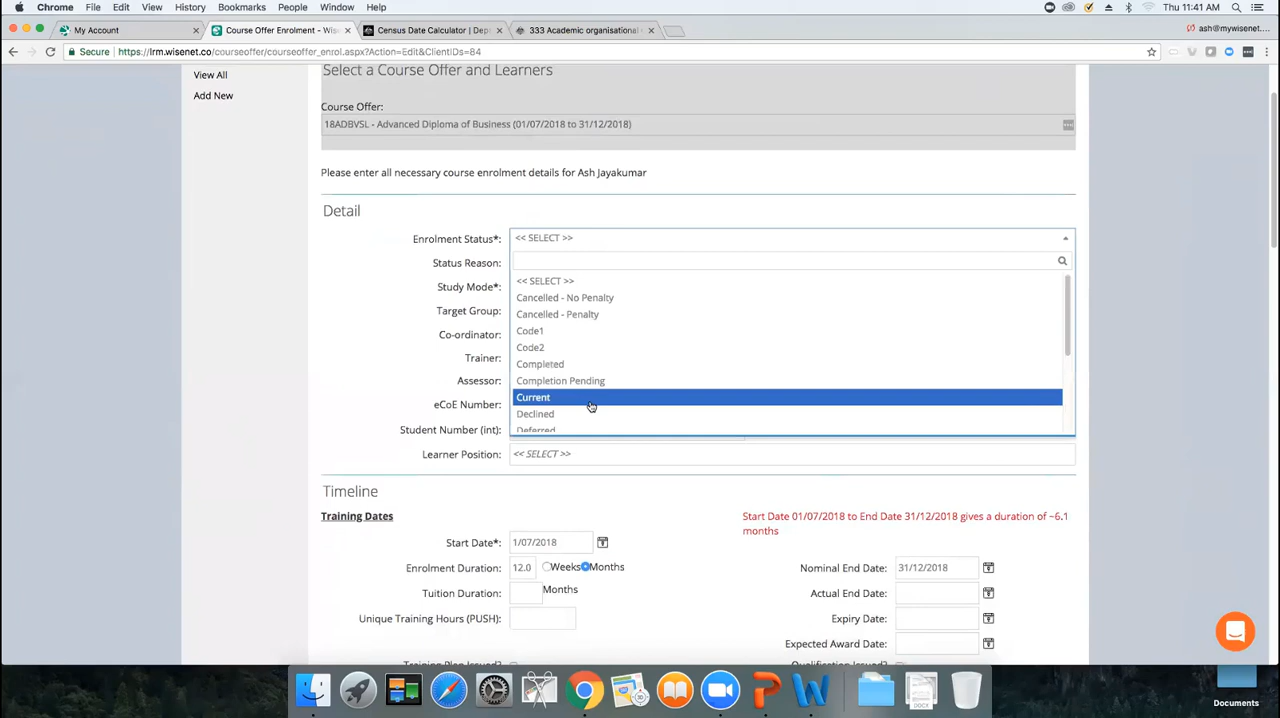 Chrome File Edit View History Bookmarks People Window Help
Thu 11:41 AM
My Account
Course Offer Enrolment - Wis
Census Date Calculator | Dep
333 Academic organisational
ash@mywisenet....
Secure https://lrm.wisenet.co/courseoffer/courseoffer_enrol.aspx?Action=Edit&ClientIDs=84
View All
Add New
Select a Course Offer and Learners
Course Offer:
18ADBVSL - Advanced Diploma of Business (01/07/2018 to 31/12/2018)
Please enter all necessary course enrolment details for Ash Jayakumar
Detail
Enrolment Status*: << SELECT >>
Status Reason:
Study Mode*:
Target Group:
Co-ordinator:
Trainer:
Assessor:
eCoE Number:
Student Number (int):
<< SELECT >>
Cancelled - No Penalty
Cancelled - Penalty
Code1
Code2
Completed
Completion Pending
Current
Declined
Deferred
Learner Position: << SELECT >>
Timeline
Training Dates
Start Date 01/07/2018 to End Date 31/12/2018 gives a duration of ~6.1
months
Start Date*: 1/07/2018
Enrolment Duration: 12.0 Weeks Months
Nominal End Date: 31/12/2018
Tuition Duration: Months
Actual End Date:
Unique Training Hours (PUSH):
Expiry Date:
Expected Award Date:
Training Plan Issued?
Qualification Issued?
Documents